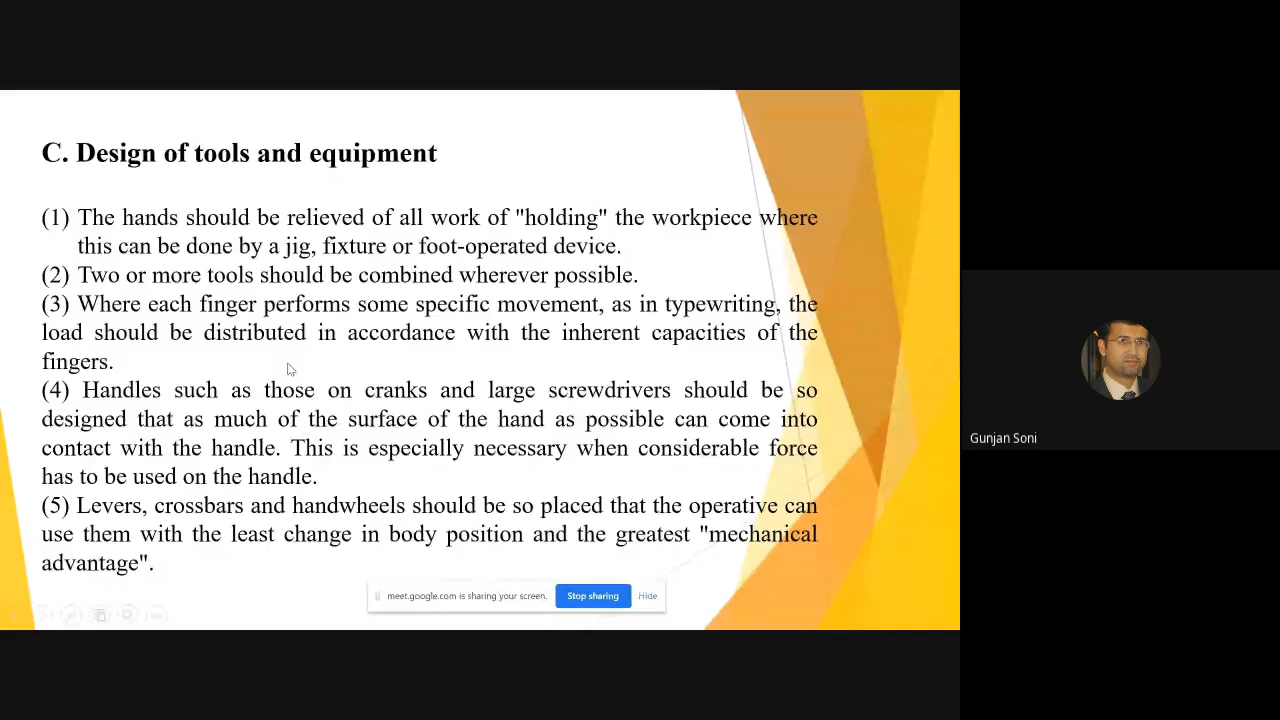 C. Design of tools and equipment
(1) The hands should be relieved of all work of "holding" the workpiece where
this can be done by a jig, fixture or foot-operated device.
(2) Two or more tools should be combined wherever possible.
(3) Where each finger performs some specific movement, as in typewriting, the
load should be distributed in accordance with the inherent capacities of the
fingers.
(4) Handles such as those on cranks and large screwdrivers should be so
designed that as much of the surface of the hand as possible can come into
contact with the handle. This is especially necessary when considerable force
has to be used on the handle.
(5) Levers, crossbars and handwheels should be so placed that the operative can
use them with the least change in body position and the greatest "mechanical
advantage".
meet.google.com is sharing your screen. Stop sharing Hide
Gunjan Soni